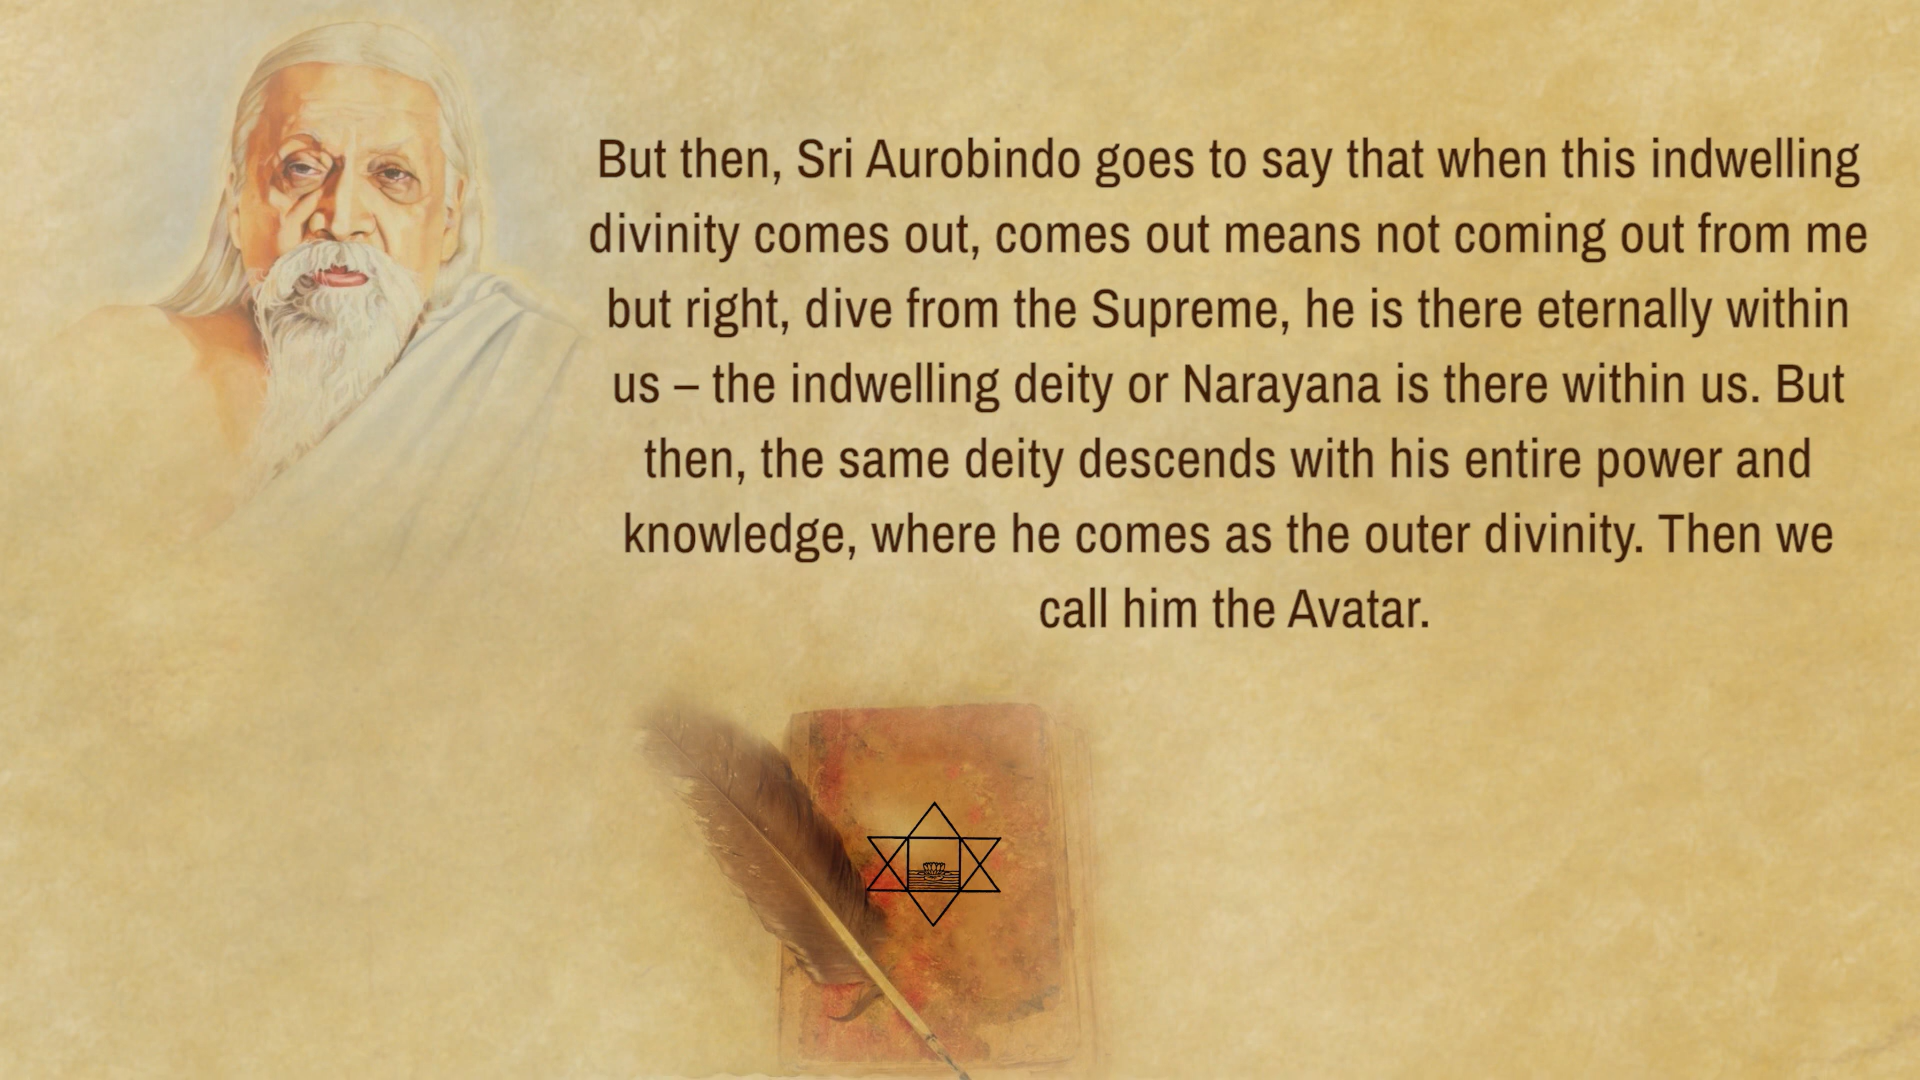 But then, Sri Aurobindo goes to say that when this indwelling
divinity comes out, comes out means not coming out from me
but right, dive from the Supreme, he is there eternally within
us – the indwelling deity or Narayana is there within us. But
then, the same deity descends with his entire power and
knowledge, where he comes as the outer divinity. Then we
call him the Avatar.